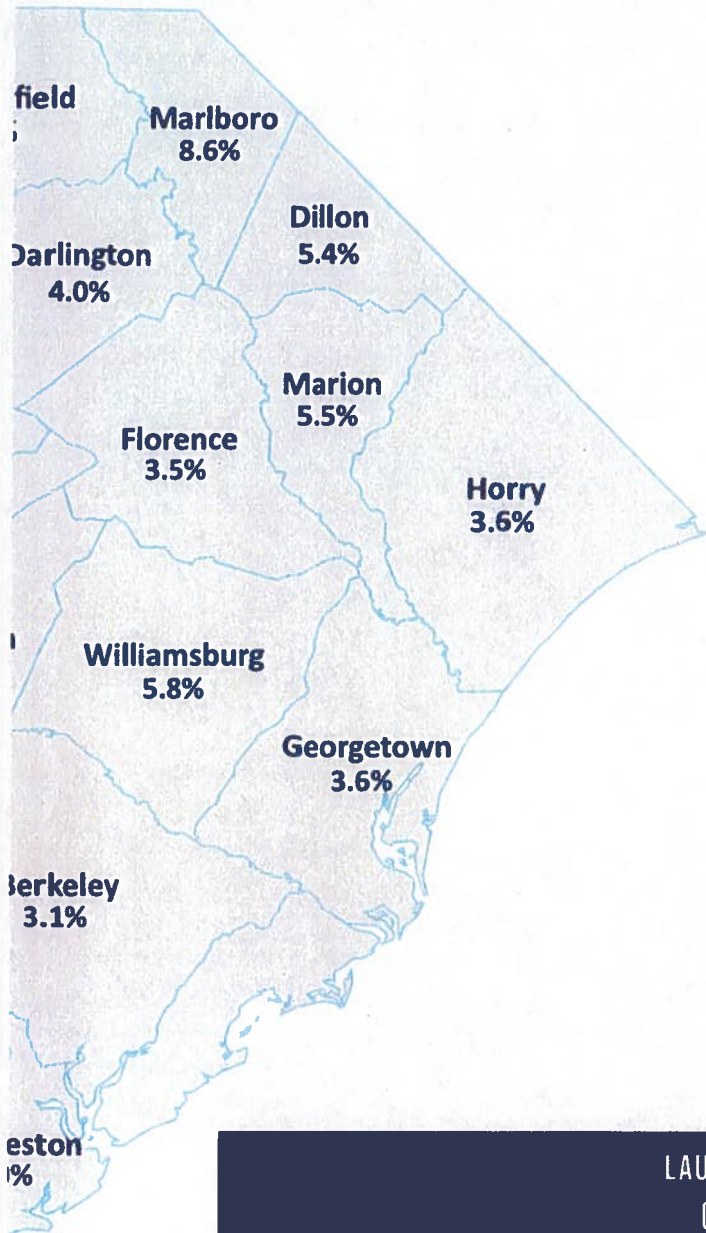 field
Marlboro
8.6%
Dillon
5.4%
Darlington
4.0%
Marion
5.5%
Florence
3.5%
Horry
3.6%
Williamsburg
5.8%
Georgetown
3.6%
Berkeley
3.1%
eston
%
LAU